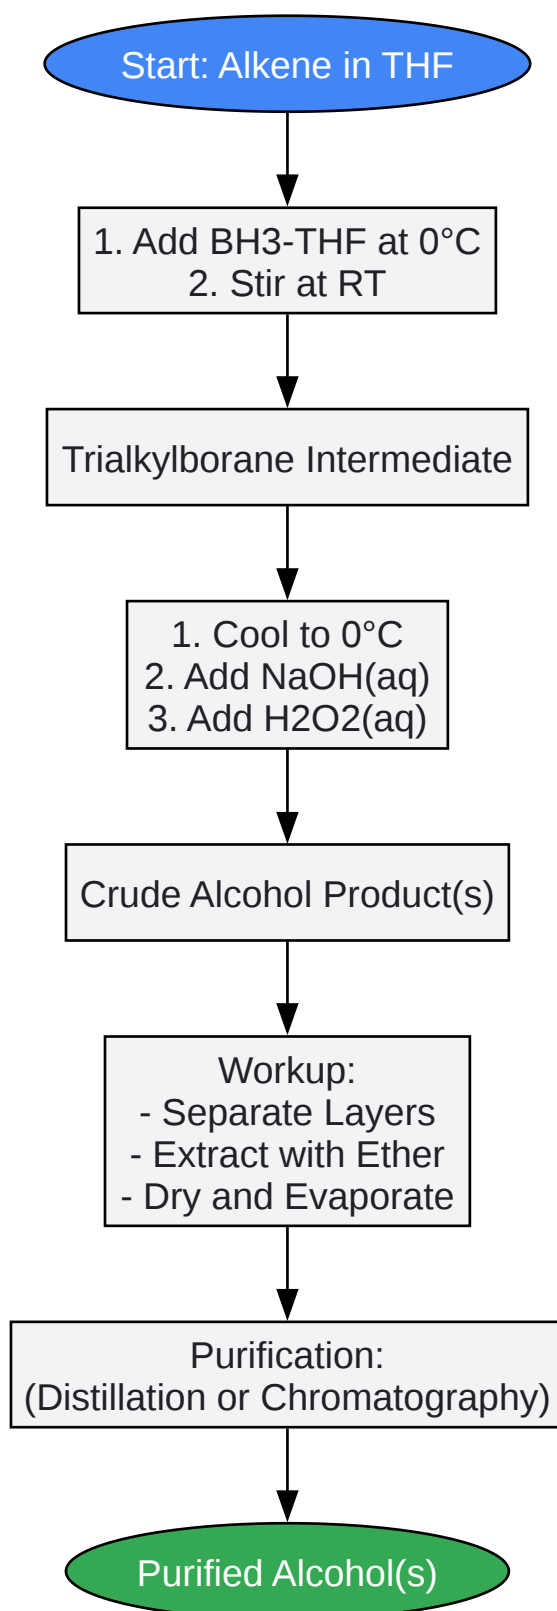 Start: Alkene in THF
1. Add BH3-THF at 0°C
2. Stir at RT
Trialkylborane Intermediate
1. Cool to 0°C
2. Add NaOH(aq)
3. Add H2O2(aq)
Crude Alcohol Product(s)
Workup:
- Separate Layers
- Extract with Ether
- Dry and Evaporate
Purification:
(Distillation or Chromatography)
Purified Alcohol(s)